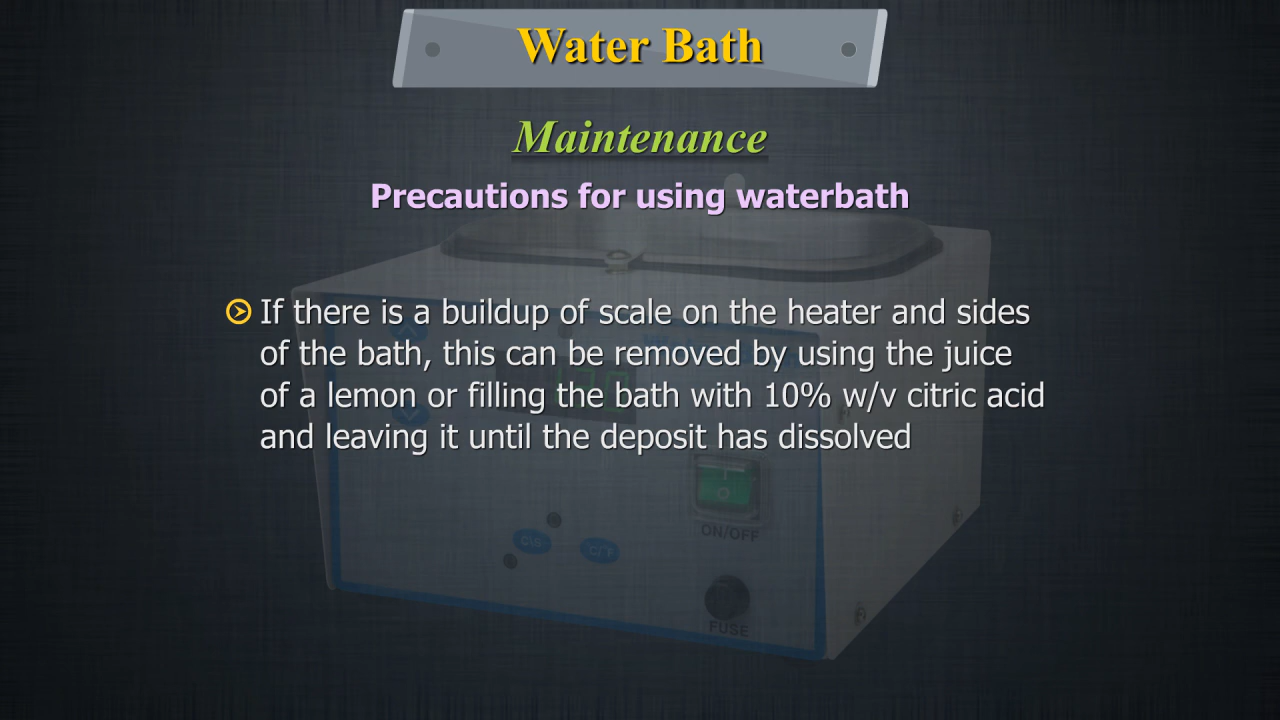 Water Bath
Maintenance
Precautions for using waterbath
If there is a buildup of scale on the heater and sides
of the bath, this can be removed by using the juice
of a lemon or filling the bath with 10% w/v citric acid
and leaving it until the deposit has dissolved
ON/OFF
FUSE